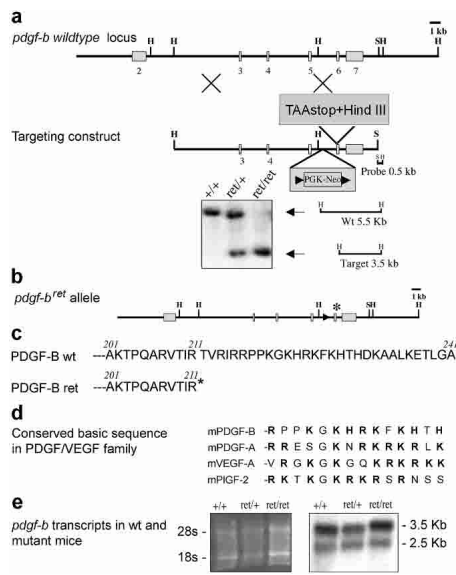 a
pdgf-b wildtype locus
1 kb
H H H S H H
2 3 4 5 6 7
TAAstop+Hind III
Targeting construct
H H S
3 4
S H
Probe 0.5 kb
PGK-Neo
+/+ ret/+ ret/ret
H H
Wt 5.5 Kb
H H
Target 3.5 kb
b
pdgf-b ret allele
1 kb
H H H * S H H
c
201 211 241
PDGF-B wt ---AKTPQARVTIR TVRIRRPPKGKHRKFKHTHDKAALKETLGA
201 211
PDGF-B ret ---AKTPQARVTIR*
d
Conserved basic sequence
in PDGF/VEGF family
mPDGF-B - R P P K G K H R K F K H T H
mPDGF-A - R R E S G K N R K R K R L K
mVEGF-A - V R G K G K G Q K R K R K K
mPlGF-2 - R K T K G K R K R S R N S S
e
pdgf-b transcripts in wt and
mutant mice
+/+ ret/+ ret/ret
28s -
18s -
+/+ ret/+ ret/ret
- 3.5 Kb
- 2.5 Kb